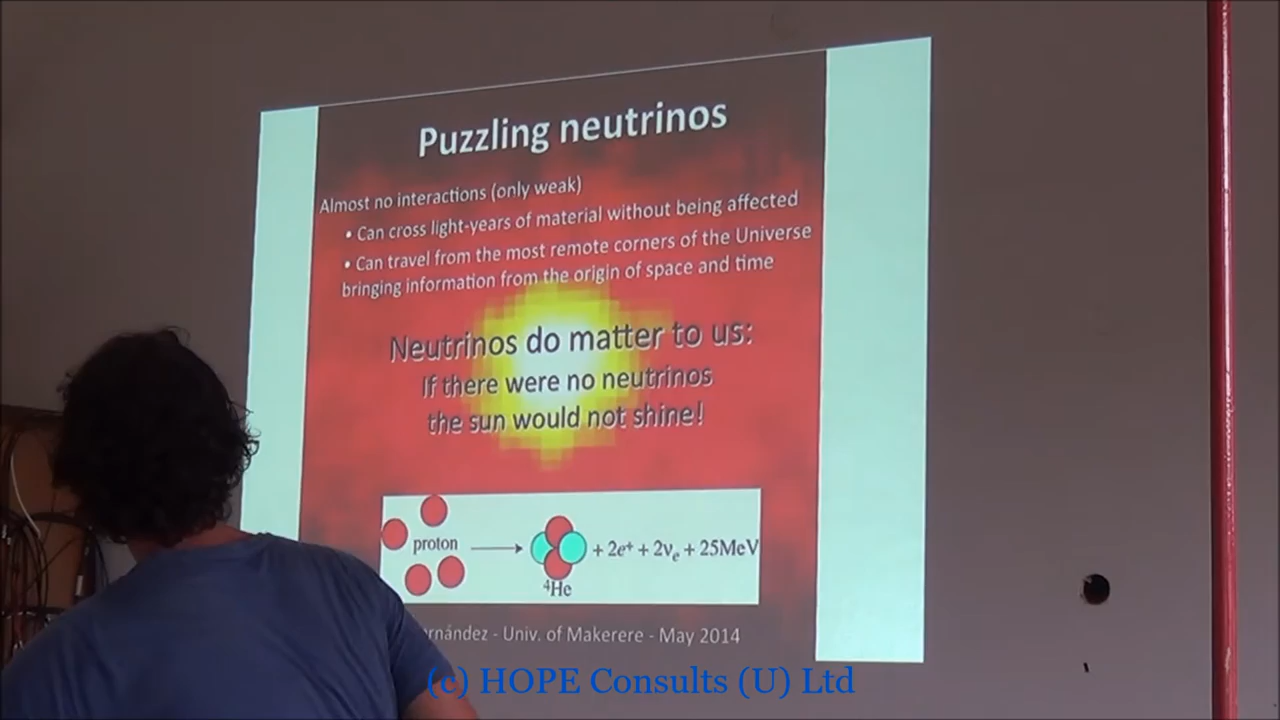 Puzzling neutrinos
Almost no interactions (only weak)
• Can cross light-years of material without being affected
• Can travel from the most remote corners of the Universe
bringing information from the origin of space and time
Neutrinos do matter to us:
If there were no neutrinos
the sun would not shine!
proton
+ 2e⁺ + 2νₑ + 25MeV
⁴He
- Univ. of Makerere - May 2014
(c) HOPE Consults (U) Ltd